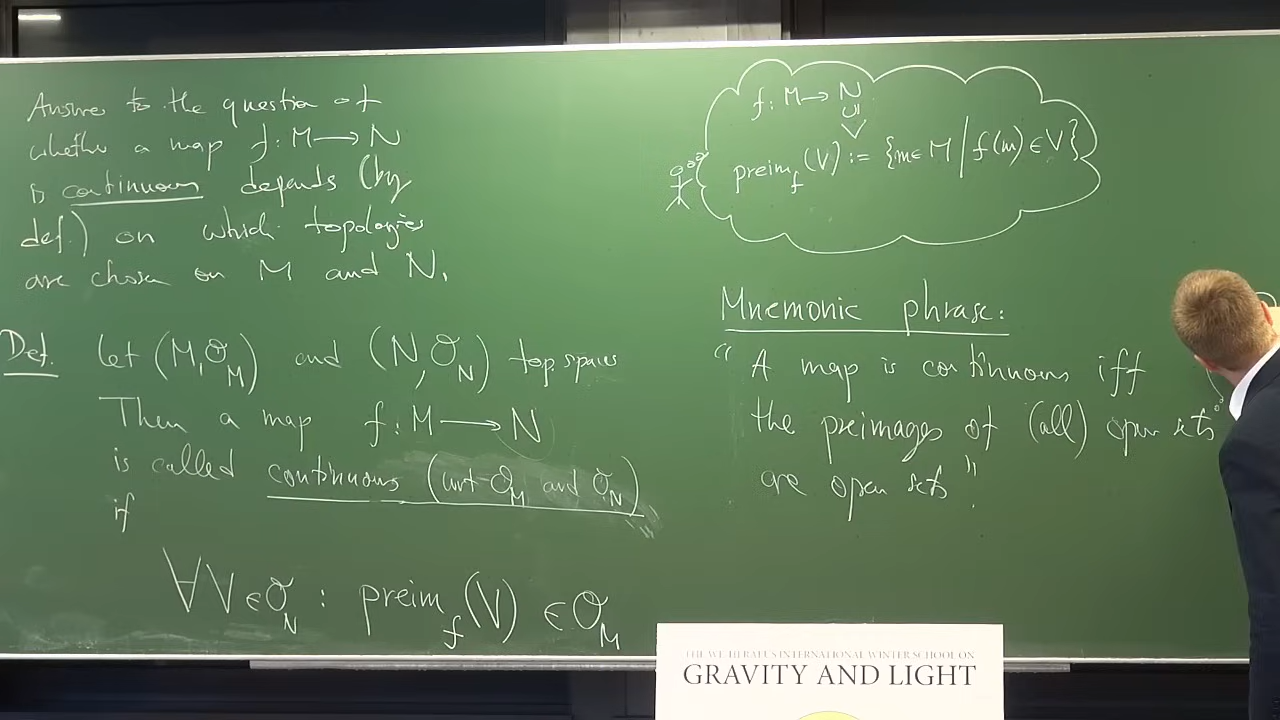 Answer to the question of
whether a map f: M → N
is continuous depends (by
def.) on which topologies
are chosen on M and N.
Def. let (M, O_M) and (N, O_N) top. spaces
Then a map f: M → N
is called continuous (wrt O_M and O_N)
if
∀ V ∈ O_N : preim_f(V) ∈ O_M
f: M → N
∪I
V
preim_f(V) := {m ∈ M | f(m) ∈ V}
Mnemonic phrase:
"A map is continuous iff
the preimages of (all) open sets
are open sets".
THE WE-HERAEUS INTERNATIONAL WINTER SCHOOL ON
GRAVITY AND LIGHT